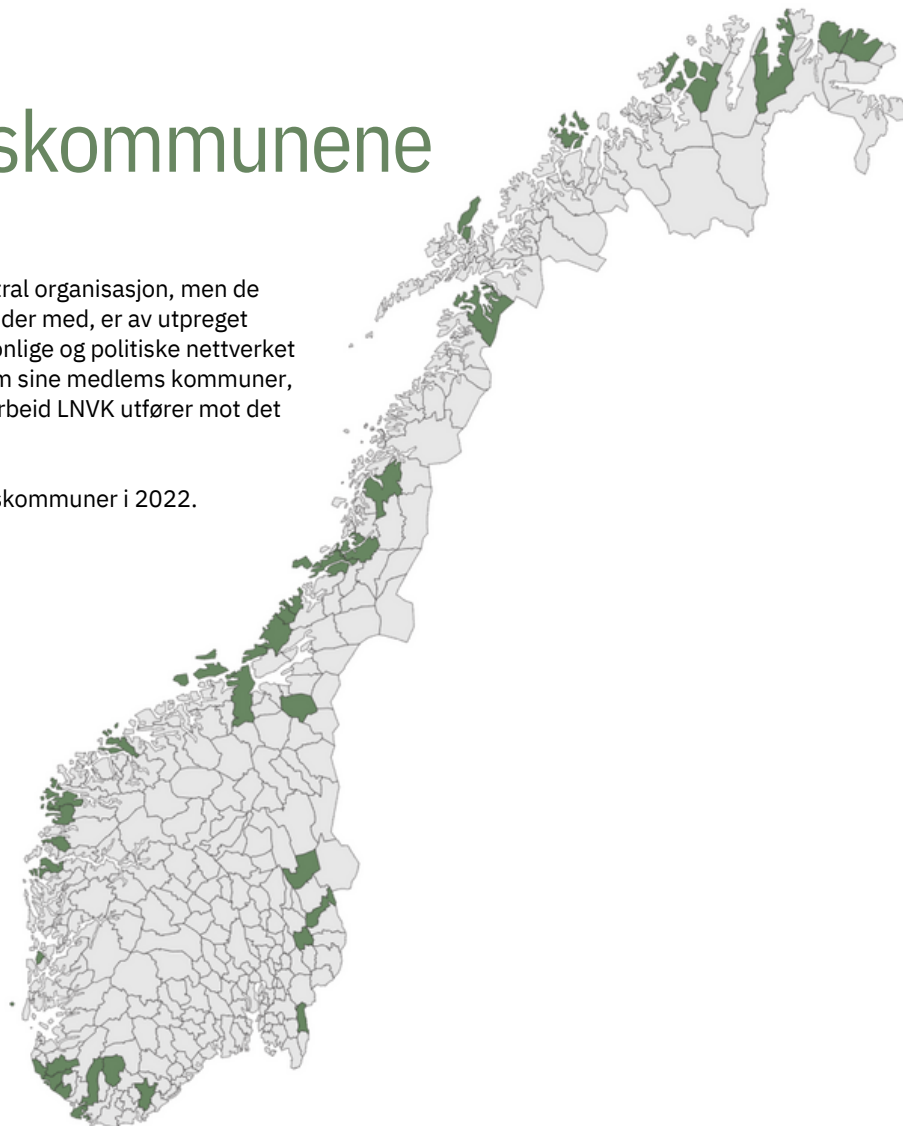 skommunene
tral organisasjon, men de
der med, er av utpreget
onlige og politiske nettverket
m sine medlems kommuner,
rbeid LNVK utfører mot det
skommuner i 2022.